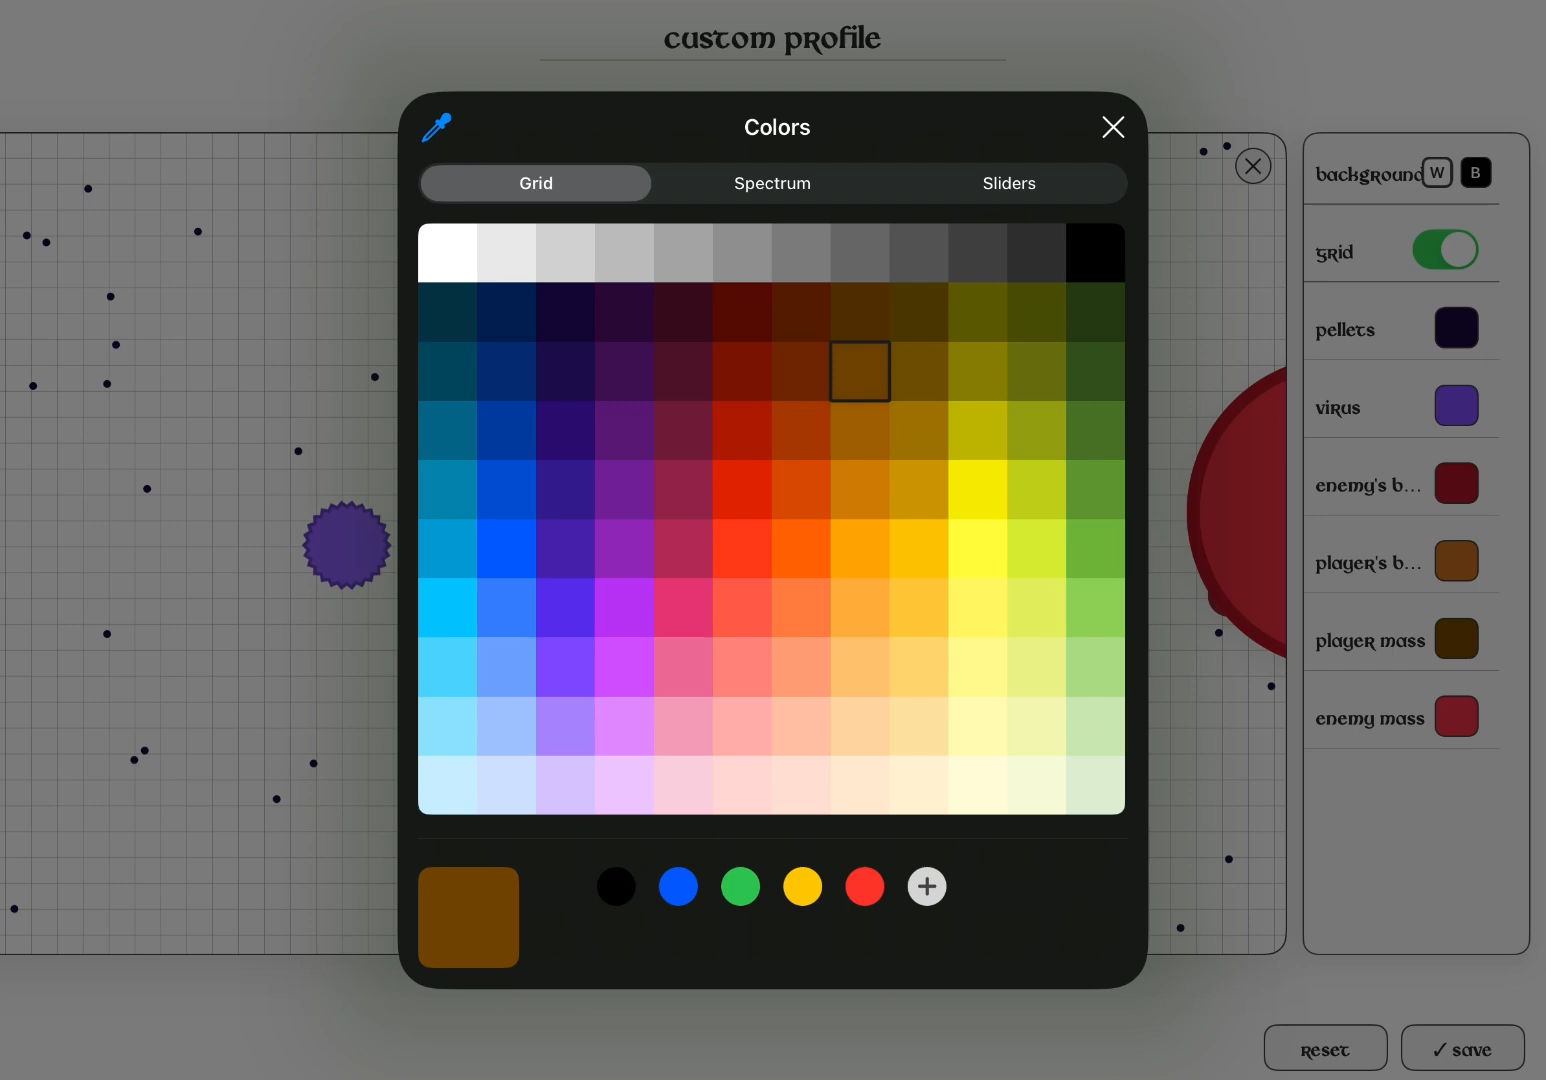 custom profile
Colors
Grid
Spectrum
Sliders
background W B
grid
pellets
virus
enemy's b...
player's b...
player mass
enemy mass
reset
✓ save